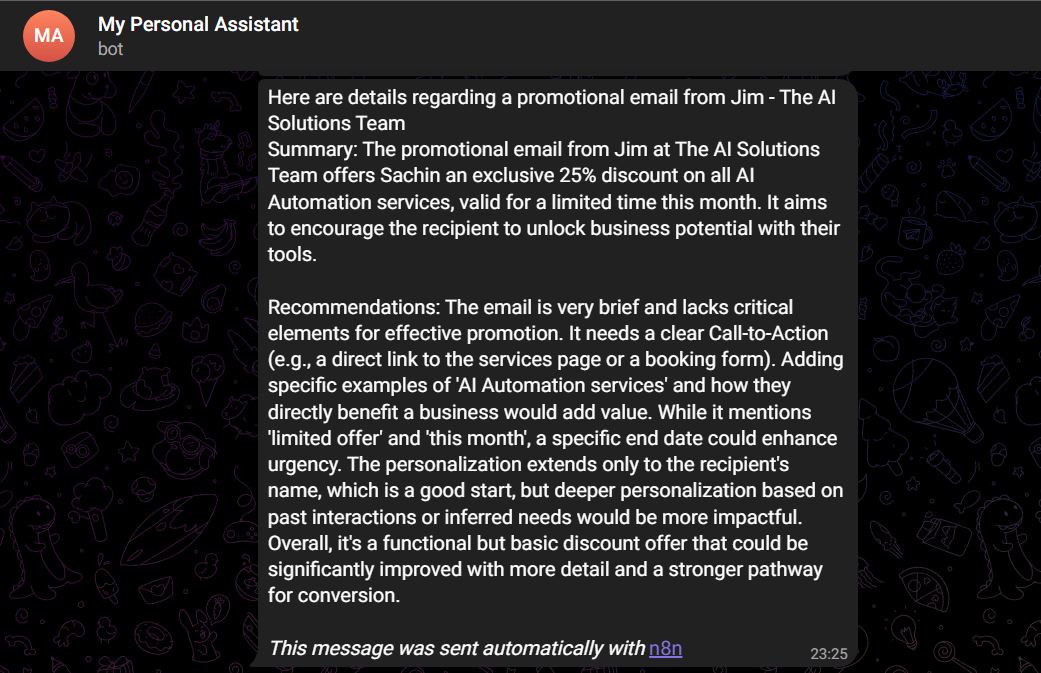 MA
My Personal Assistant
bot
Here are details regarding a promotional email from Jim - The AI
Solutions Team
Summary: The promotional email from Jim at The AI Solutions
Team offers Sachin an exclusive 25% discount on all AI
Automation services, valid for a limited time this month. It aims
to encourage the recipient to unlock business potential with their
tools.
Recommendations: The email is very brief and lacks critical
elements for effective promotion. It needs a clear Call-to-Action
(e.g., a direct link to the services page or a booking form). Adding
specific examples of 'AI Automation services' and how they
directly benefit a business would add value. While it mentions
'limited offer' and 'this month', a specific end date could enhance
urgency. The personalization extends only to the recipient's
name, which is a good start, but deeper personalization based on
past interactions or inferred needs would be more impactful.
Overall, it's a functional but basic discount offer that could be
significantly improved with more detail and a stronger pathway
for conversion.
This message was sent automatically with n8n
23:25